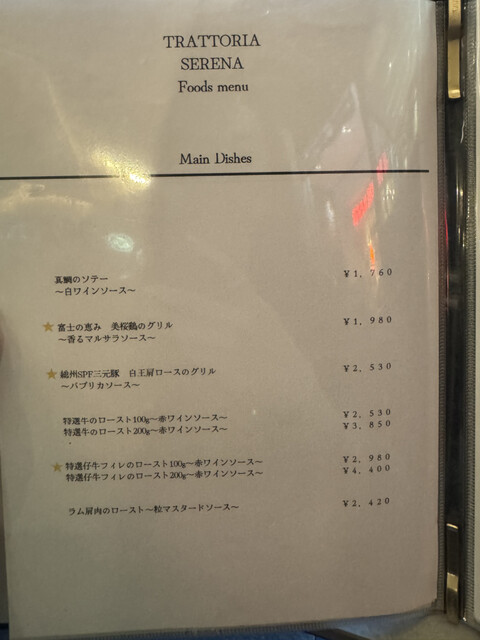 TRATTORIA
SERENA
Foods menu
Main Dishes
真鯛のソテー ¥1,760
～白ワインソース～
★富士の恵み 美桜鶏のグリル ¥1,980
～香るマルサラソース～
★総州SPF三元豚 白王肩ロースのグリル ¥2,530
～パプリカソース～
特選牛のロースト100g～赤ワインソース～ ¥2,530
特選牛のロースト200g～赤ワインソース～ ¥3,850
★特選仔牛フィレのロースト100g～赤ワインソース～ ¥2,980
特選仔牛フィレのロースト200g～赤ワインソース～ ¥4,400
ラム肩肉のロースト～粒マスタードソース～ ¥2,420